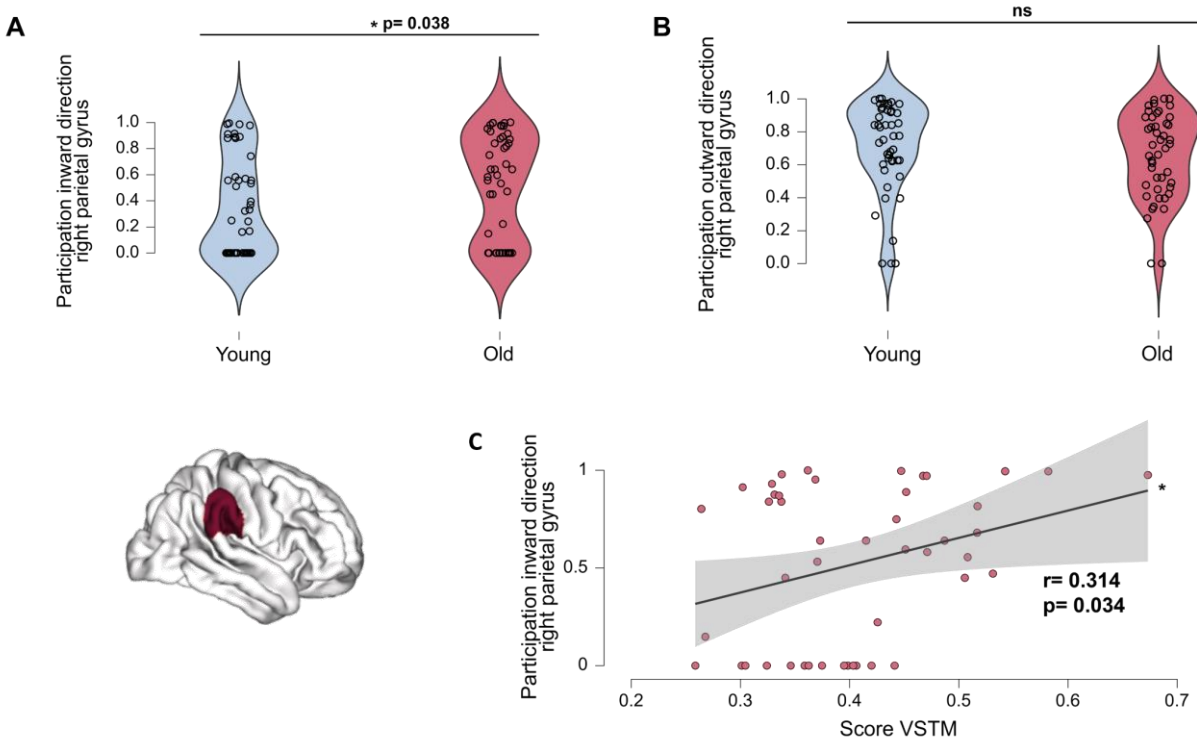 A
* p= 0.038
Participation inward direction
right parietal gyrus
1.0
0.8
0.6
0.4
0.2
0.0
Young
Old
B
ns
Participation outward direction
right parietal gyrus
1.0
0.8
0.6
0.4
0.2
0.0
Young
Old
C
Participation inward direction
right parietal gyrus
1
0.5
0
*
r= 0.314
p= 0.034
0.2
0.3
0.4
0.5
0.6
0.7
Score VSTM